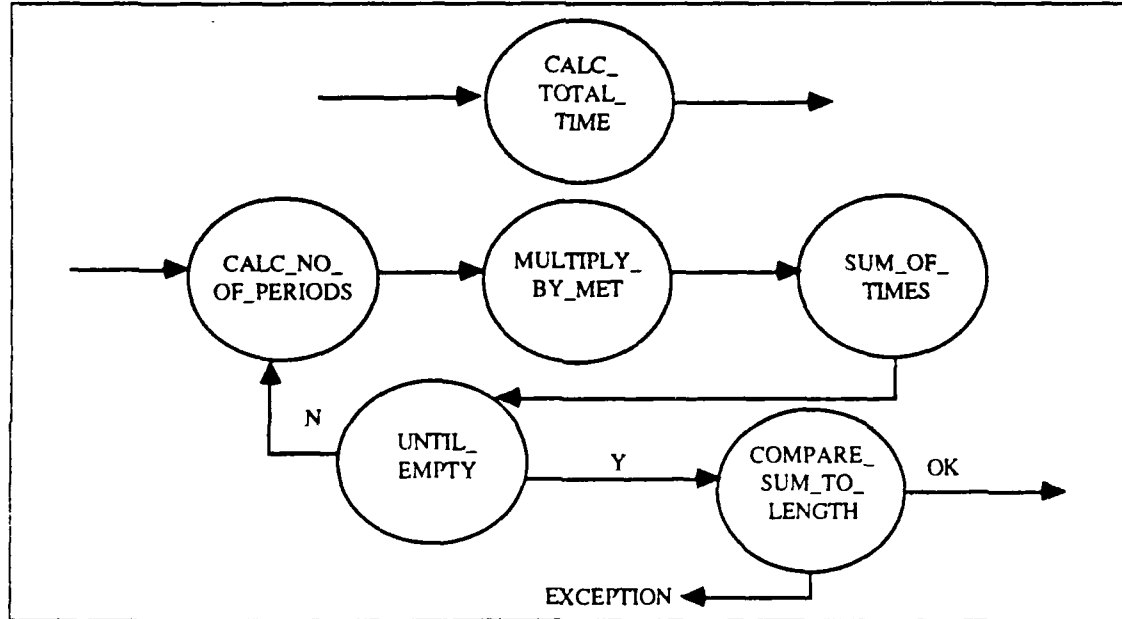 CALC_
TOTAL_
TIME
CALC_NO_
OF_PERIODS
MULTIPLY_
BY_MET
SUM_OF_
TIMES
N
UNTIL_
EMPTY
Y
COMPARE_
SUM_TO_
LENGTH
OK
EXCEPTION